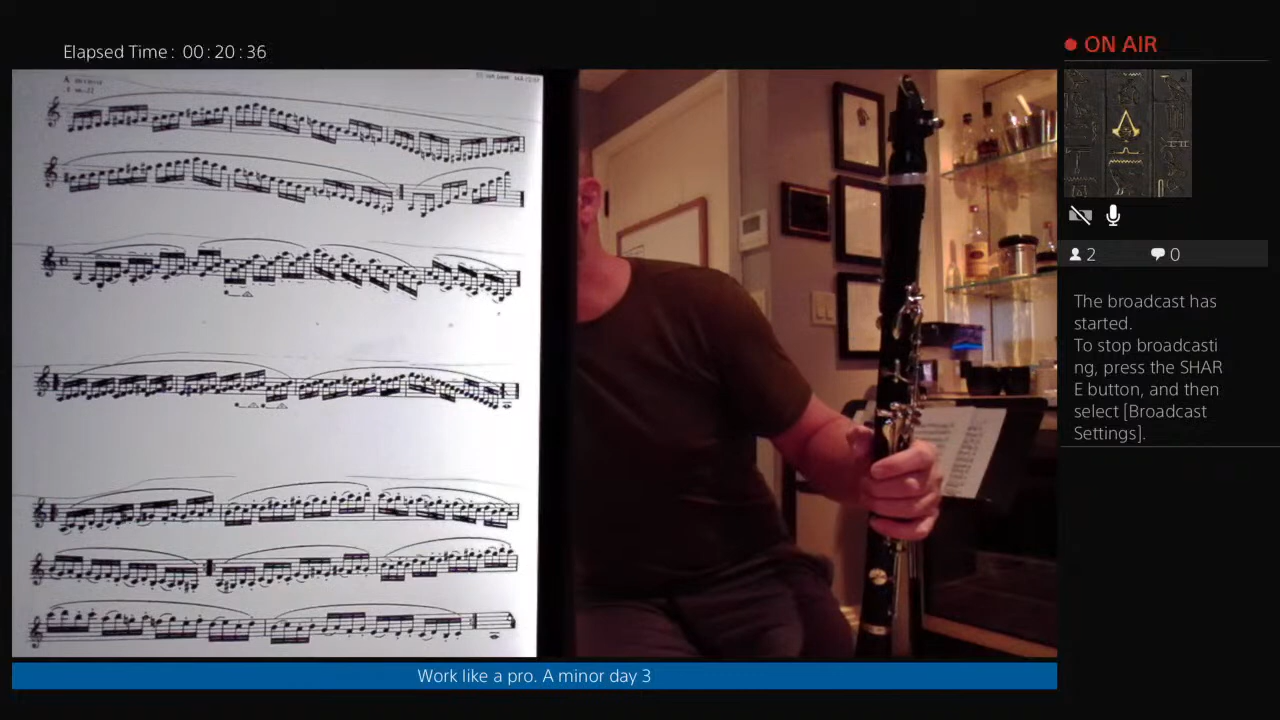 Elapsed Time: 00:20:36
ON AIR
2
0
The broadcast has
started.
To stop broadcasti
ng, press the SHAR
E button, and then
select [Broadcast
Settings].
Work like a pro. A minor day 3